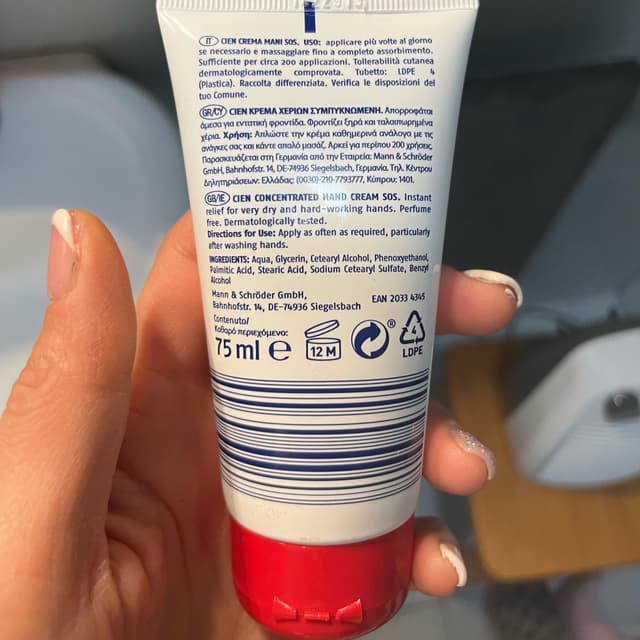 IT CIEN CREMA MANI SOS. USO: applicare più volte al giorno
se necessario e massaggiare fino a completo assorbimento.
Sufficiente per circa 200 applicazioni. Tollerabilità cutanea
dermatologicamente comprovata. Tubetto: LDPE 4
(Plastica). Raccolta differenziata. Verifica le disposizioni del
tuo Comune.
GR/CY CIEN ΚΡΕΜΑ ΧΕΡΙΩΝ ΣΥΜΠΥΚΝΩΜΕΝΗ. Απορροφάται
άμεσα για εντατική φροντίδα. Φροντίζει ξηρά και ταλαιπωρημένα
χέρια. Χρήση: Απλώστε την κρέμα καθημερινά ανάλογα με τις
ανάγκες σας και κάντε απαλό μασάζ. Αρκεί για περίπου 200 χρήσεις.
Παρασκευάζεται στη Γερμανία από την Εταιρεία: Mann & Schröder
GmbH, Bahnhofstr. 14, DE-74936 Siegelsbach, Γερμανία. Τηλ. Κέντρου
Δηλητηριάσεων: Ελλάδας: (0030)-210-7793777, Κύπρου: 1401.
GB/IE CIEN CONCENTRATED HAND CREAM SOS. Instant
relief for very dry and hard-working hands. Perfume
free. Dermatologically tested.
Directions for Use: Apply as often as required, particularly
after washing hands.
INGREDIENTS: Aqua, Glycerin, Cetearyl Alcohol, Phenoxyethanol,
Palmitic Acid, Stearic Acid, Sodium Cetearyl Sulfate, Benzyl
Alcohol
Mann & Schröder GmbH,
Bahnhofstr. 14, DE-74936 Siegelsbach
EAN 2033 4345
Contenuto/
Καθαρό περιεχόμενο:
75 ml e
12 M
®
4
LDPE